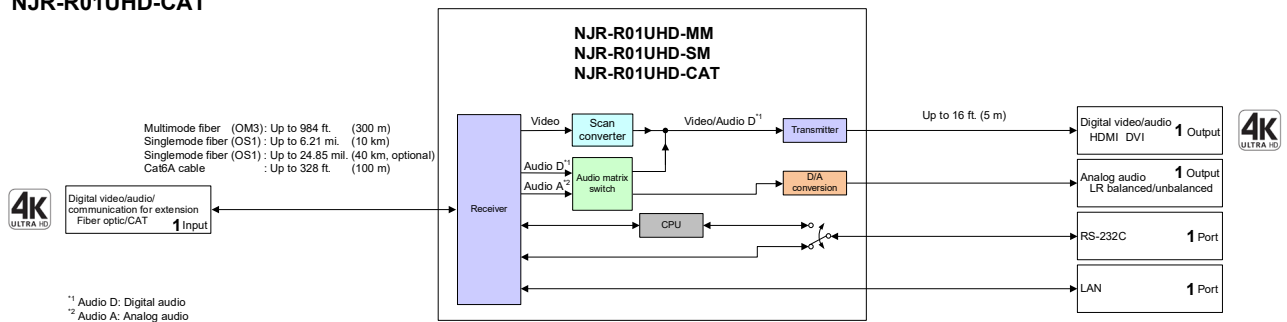 NJR-R01UHD-CAT
NJR-R01UHD-MM
NJR-R01UHD-SM
NJR-R01UHD-CAT
Multimode fiber (OM3): Up to 984 ft. (300 m)
Singlemode fiber (OS1): Up to 6.21 mi. (10 km)
Singlemode fiber (OS1): Up to 24.85 mil. (40 km, optional)
Cat6A cable : Up to 328 ft. (100 m)
4K
ULTRA HD
Digital video/audio/
communication for extension
Fiber optic/CAT 1 Input
Receiver
Video
Scan
converter
Video/Audio D*1
Transmitter
Audio D*1
Audio A*2
Audio matrix
switch
D/A
conversion
CPU
Up to 16 ft. (5 m)
Digital video/audio
HDMI DVI 1 Output
4K
ULTRA HD
Analog audio 1 Output
LR balanced/unbalanced
RS-232C 1 Port
LAN 1 Port
*1 Audio D: Digital audio
*2 Audio A: Analog audio